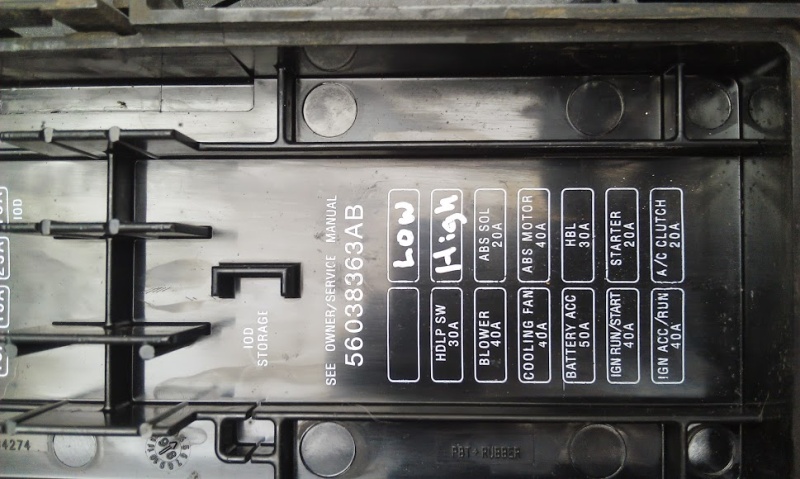 IOD
IOD
STORAGE
SEE OWNER/SERVICE MANUAL
56038363AB
Low
High
HDLP SW
30A
ABS SOL
20A
BLOWER
40A
ABS MOTOR
40A
COOLING FAN
40A
HBL
30A
BATTERY ACC
50A
STARTER
20A
IGN RUN/START
40A
A/C CLUTCH
20A
IGN ACC/RUN
40A
4274
PBT + RUBBER